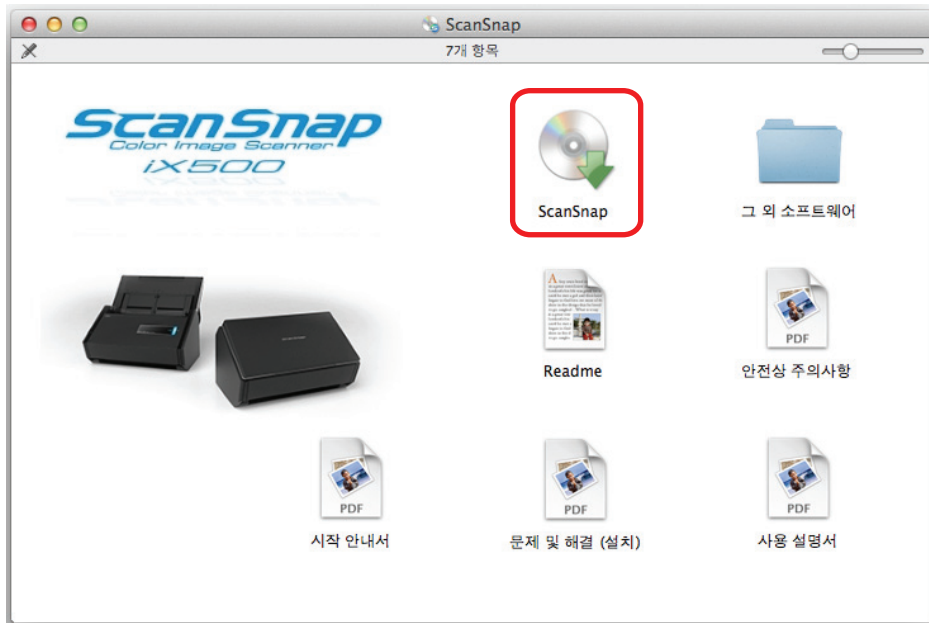 ScanSnap
7개 항목
ScanSnap
Color Image Scanner
iX500
ScanSnap
그 외 소프트웨어
Readme
PDF
안전상 주의사항
PDF
시작 안내서
PDF
문제 및 해결 (설치)
PDF
사용 설명서